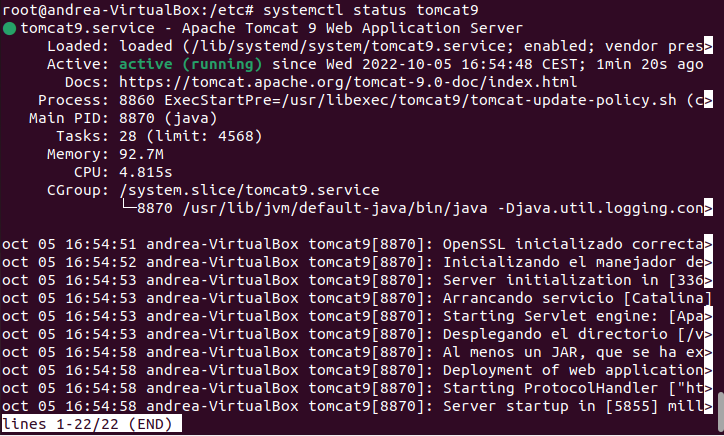 root@andrea-VirtualBox:/etc# systemctl status tomcat9
● tomcat9.service - Apache Tomcat 9 Web Application Server
     Loaded: loaded (/lib/systemd/system/tomcat9.service; enabled; vendor pres>
     Active: active (running) since Wed 2022-10-05 16:54:48 CEST; 1min 20s ago
       Docs: https://tomcat.apache.org/tomcat-9.0-doc/index.html
    Process: 8860 ExecStartPre=/usr/libexec/tomcat9/tomcat-update-policy.sh (c>
   Main PID: 8870 (java)
      Tasks: 28 (limit: 4568)
     Memory: 92.7M
        CPU: 4.815s
     CGroup: /system.slice/tomcat9.service
             └─8870 /usr/lib/jvm/default-java/bin/java -Djava.util.logging.con>

oct 05 16:54:51 andrea-VirtualBox tomcat9[8870]: OpenSSL inicializado correcta>
oct 05 16:54:52 andrea-VirtualBox tomcat9[8870]: Inicializando el manejador de>
oct 05 16:54:53 andrea-VirtualBox tomcat9[8870]: Server initialization in [336>
oct 05 16:54:53 andrea-VirtualBox tomcat9[8870]: Arrancando servicio [Catalina]
oct 05 16:54:53 andrea-VirtualBox tomcat9[8870]: Starting Servlet engine: [Apa>
oct 05 16:54:53 andrea-VirtualBox tomcat9[8870]: Desplegando el directorio [/v>
oct 05 16:54:58 andrea-VirtualBox tomcat9[8870]: Al menos un JAR, que se ha ex>
oct 05 16:54:58 andrea-VirtualBox tomcat9[8870]: Deployment of web application>
oct 05 16:54:58 andrea-VirtualBox tomcat9[8870]: Starting ProtocolHandler ["ht>
oct 05 16:54:58 andrea-VirtualBox tomcat9[8870]: Server startup in [5855] mill>
lines 1-22/22 (END)